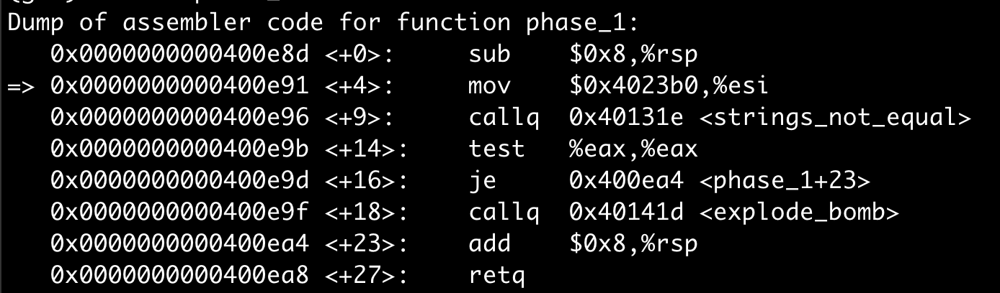 Dump of assembler code for function phase_1:
   0x0000000000400e8d <+0>:     sub    $0x8,%rsp
=> 0x0000000000400e91 <+4>:     mov    $0x4023b0,%esi
   0x0000000000400e96 <+9>:     callq  0x40131e <strings_not_equal>
   0x0000000000400e9b <+14>:    test   %eax,%eax
   0x0000000000400e9d <+16>:    je     0x400ea4 <phase_1+23>
   0x0000000000400e9f <+18>:    callq  0x40141d <explode_bomb>
   0x0000000000400ea4 <+23>:    add    $0x8,%rsp
   0x0000000000400ea8 <+27>:    retq